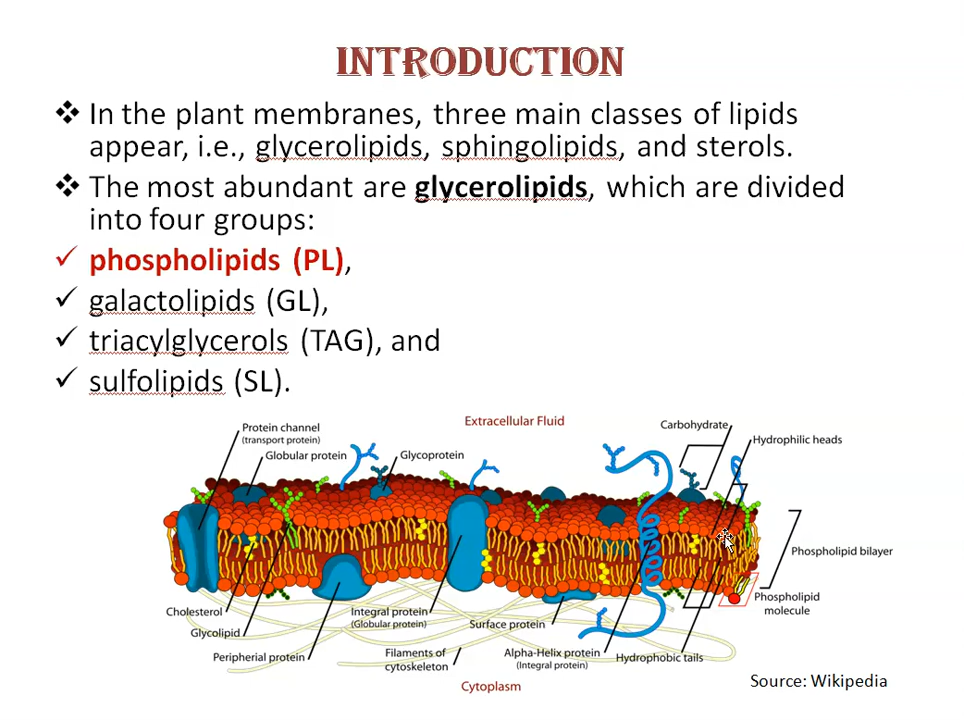 INTRODUCTION
❖ In the plant membranes, three main classes of lipids
appear, i.e., glycerolipids, sphingolipids, and sterols.
❖ The most abundant are glycerolipids, which are divided
into four groups:
✓ phospholipids (PL),
✓ galactolipids (GL),
✓ triacylglycerols (TAG), and
✓ sulfolipids (SL).
Extracellular Fluid
Protein channel
(transport protein)
Globular protein
Glycoprotein
Carbohydrate
Hydrophilic heads
Phospholipid bilayer
Phospholipid
molecule
Cholesterol
Glycolipid
Peripherial protein
Integral protein
(Globular protein)
Filaments of
cytoskeleton
Surface protein
Alpha-Helix protein
(Integral protein)
Hydrophobic tails
Cytoplasm
Source: Wikipedia